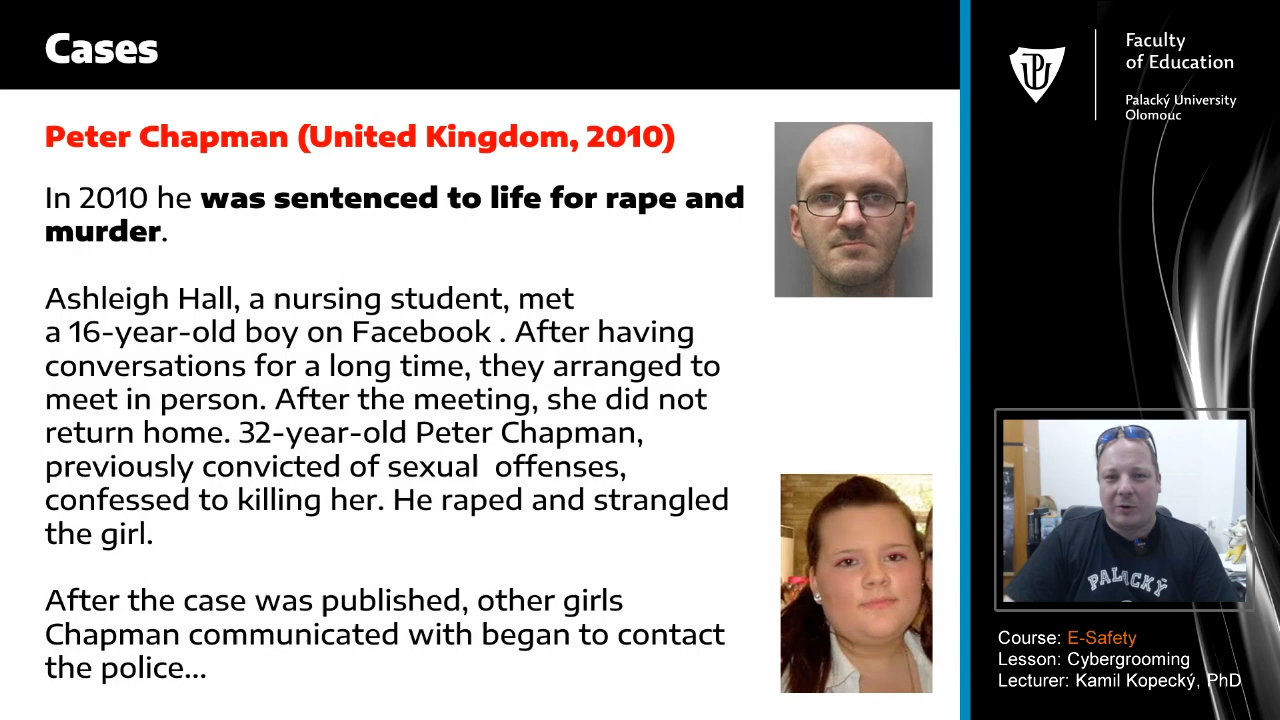 Cases
Peter Chapman (United Kingdom, 2010)
In 2010 he was sentenced to life for rape and
murder.
Ashleigh Hall, a nursing student, met
a 16-year-old boy on Facebook . After having
conversations for a long time, they arranged to
meet in person. After the meeting, she did not
return home. 32-year-old Peter Chapman,
previously convicted of sexual  offenses,
confessed to killing her. He raped and strangled
the girl.
After the case was published, other girls
Chapman communicated with began to contact
the police...
UP
Faculty
of Education
Palacký University
Olomouc
PALACKÝ
Course: E-Safety
Lesson: Cybergrooming
Lecturer: Kamil Kopecký, PhD